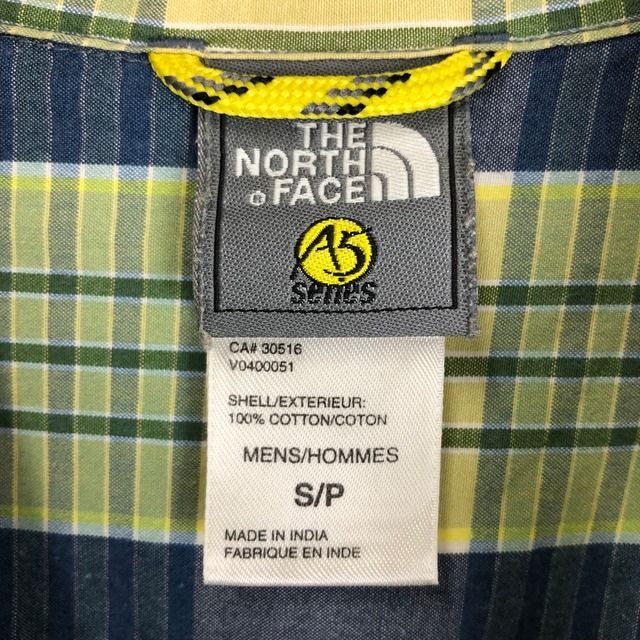 THE
NORTH
® FACE
A5
series
CA# 30516
V0400051
SHELL/EXTERIEUR:
100% COTTON/COTON
MENS/HOMMES
S/P
MADE IN INDIA
FABRIQUE EN INDE